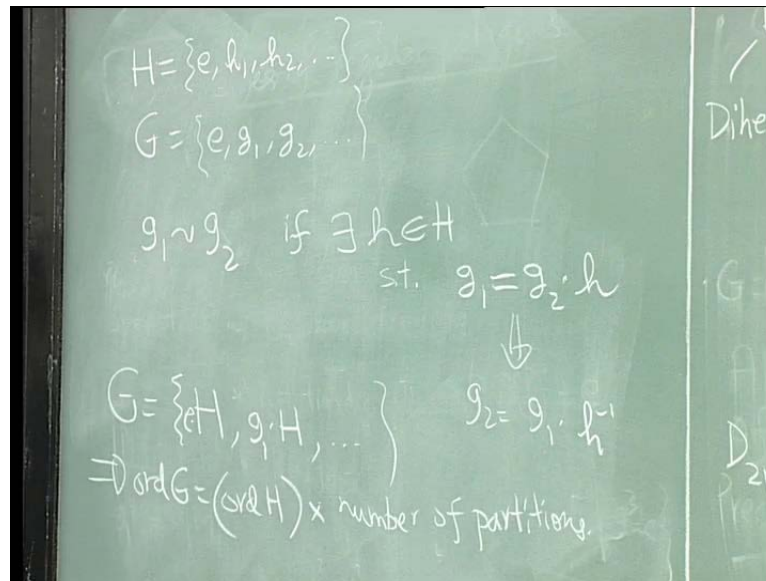 H={e,h₁,h₂,...}
G={e,g₁,g₂,...}
g₁~g₂ if ∃ h∈H
s.t. g₁=g₂·h
⇓
g₂=g₁·h⁻¹
G={eH,g₁·H,...}
⇒ ord G=(ord H)× number of partitions.
Dihe
G=
D₂